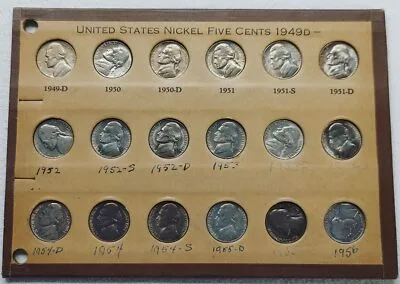 UNITED STATES NICKEL FIVE CENTS 1949D–
1949-D 1950 1950-D 1951 1951-S 1951-D
1952 1952-S 1952-D 1953
1954-D 1954 1954-S 1955-D 1956